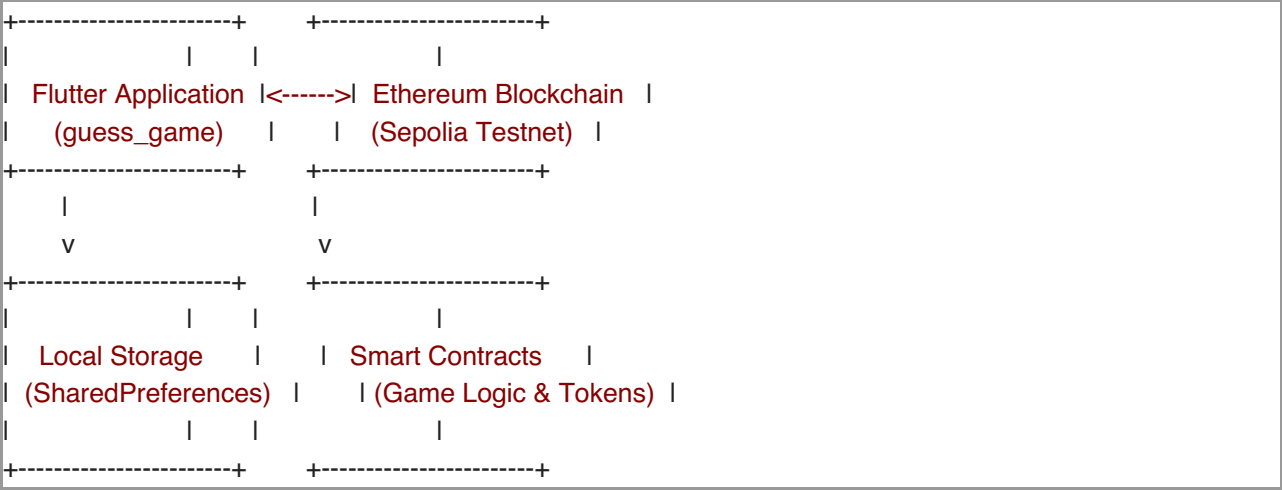 +------------------------+ +------------------------+
| | | |
| Flutter Application |<------>| Ethereum Blockchain |
| (guess_game) | | (Sepolia Testnet) |
+------------------------+ +------------------------+
| |
v v
+------------------------+ +------------------------+
| | | |
| Local Storage | | Smart Contracts |
| (SharedPreferences) | | (Game Logic & Tokens) |
| | | |
+------------------------+ +------------------------+